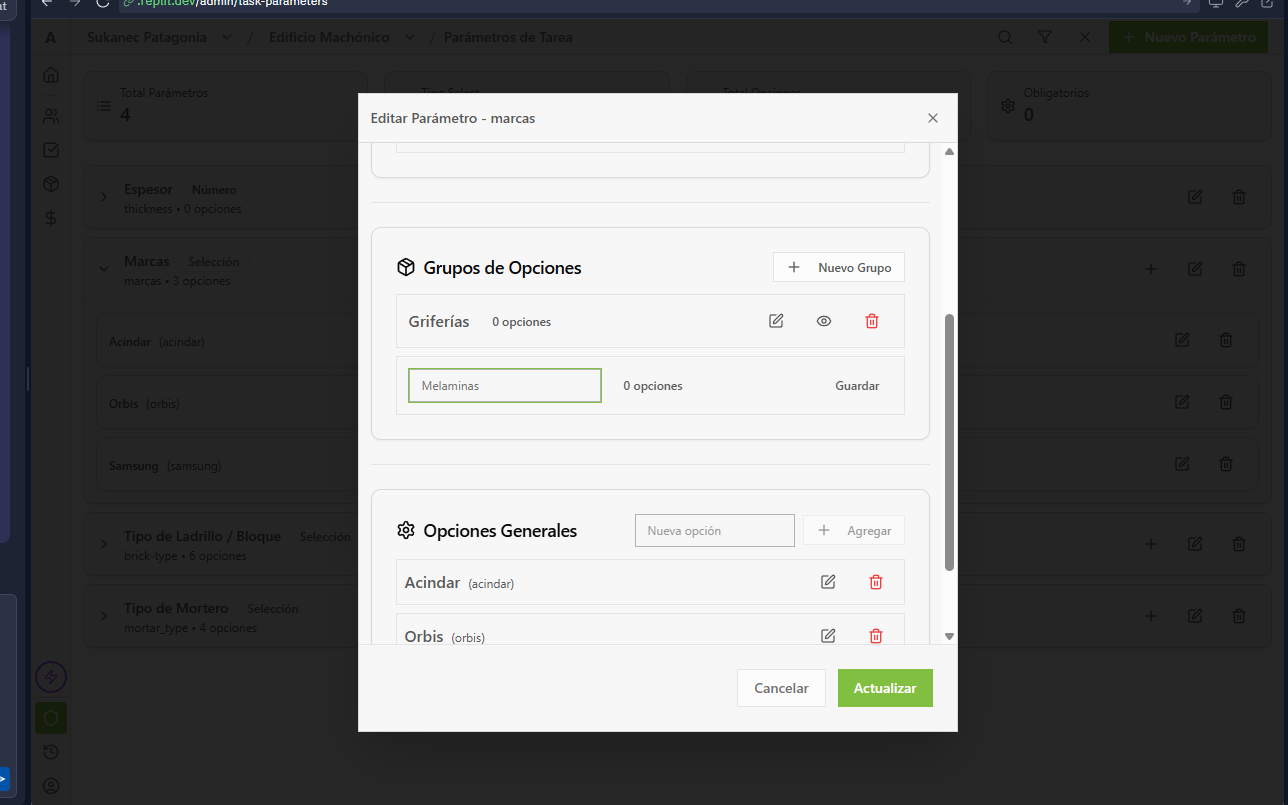 .replit.dev/admin/task-parameters
A
Sukanec Patagonia / Edificio Machónico / Parámetros de Tarea
+ Nuevo Parámetro
Total Parámetros
4
Tipo Select
Total Opciones
Obligatorios
0
Editar Parámetro - marcas
Espesor Número
thickness • 0 opciones
Marcas Selección
marcas • 3 opciones
Acindar (acindar)
Orbis (orbis)
Samsung (samsung)
Tipo de Ladrillo / Bloque Selección
brick-type • 6 opciones
Tipo de Mortero Selección
mortar_type • 4 opciones
Grupos de Opciones
+ Nuevo Grupo
Griferías 0 opciones
Melaminas 0 opciones Guardar
Opciones Generales
Nueva opción
+ Agregar
Acindar (acindar)
Orbis (orbis)
Cancelar
Actualizar